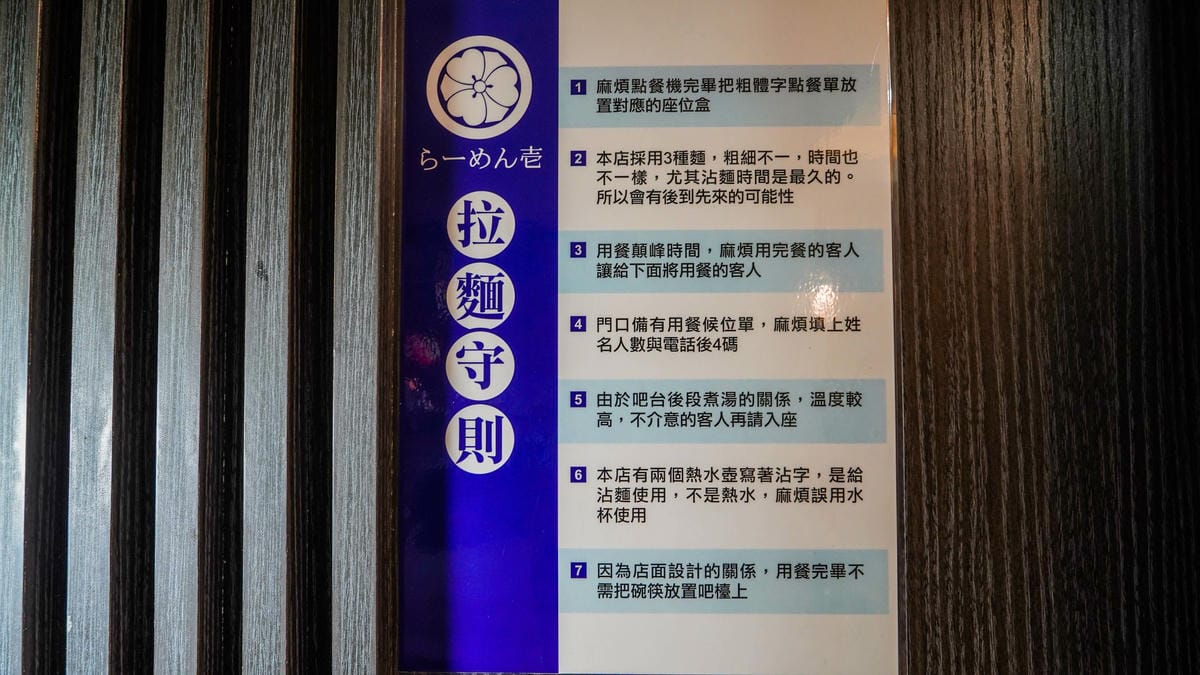 らーめん壱
拉
麵
守
則
1 麻煩點餐機完畢把粗體字點餐單放
置對應的座位盒
2 本店採用3種麵，粗細不一，時間也
不一樣，尤其沾麵時間是最久的。
所以會有後到先來的可能性
3 用餐顛峰時間，麻煩用完餐的客人
讓給下面將用餐的客人
4 門口備有用餐候位單，麻煩填上姓
名人數與電話後4碼
5 由於吧台後段煮湯的關係，溫度較
高，不介意的客人再請入座
6 本店有兩個熱水壺寫著沾字，是給
沾麵使用，不是熱水，麻煩誤用水
杯使用
7 因為店面設計的關係，用餐完畢不
需把碗筷放置吧檯上